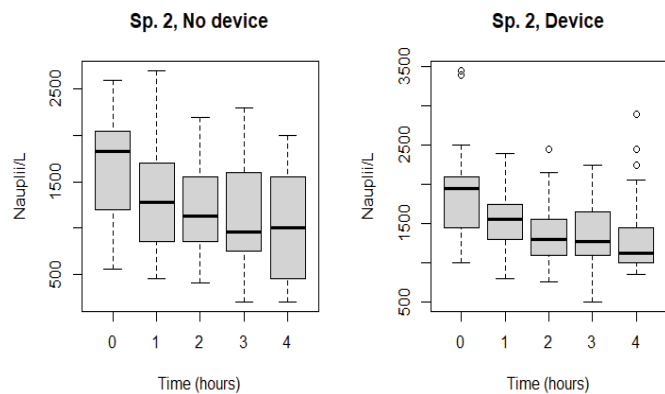 Sp. 2, No device
Nauplii/L
500 1500 2500
0 1 2 3 4
Time (hours)
Sp. 2, Device
Nauplii/L
500 1500 2500 3500
0 1 2 3 4
Time (hours)